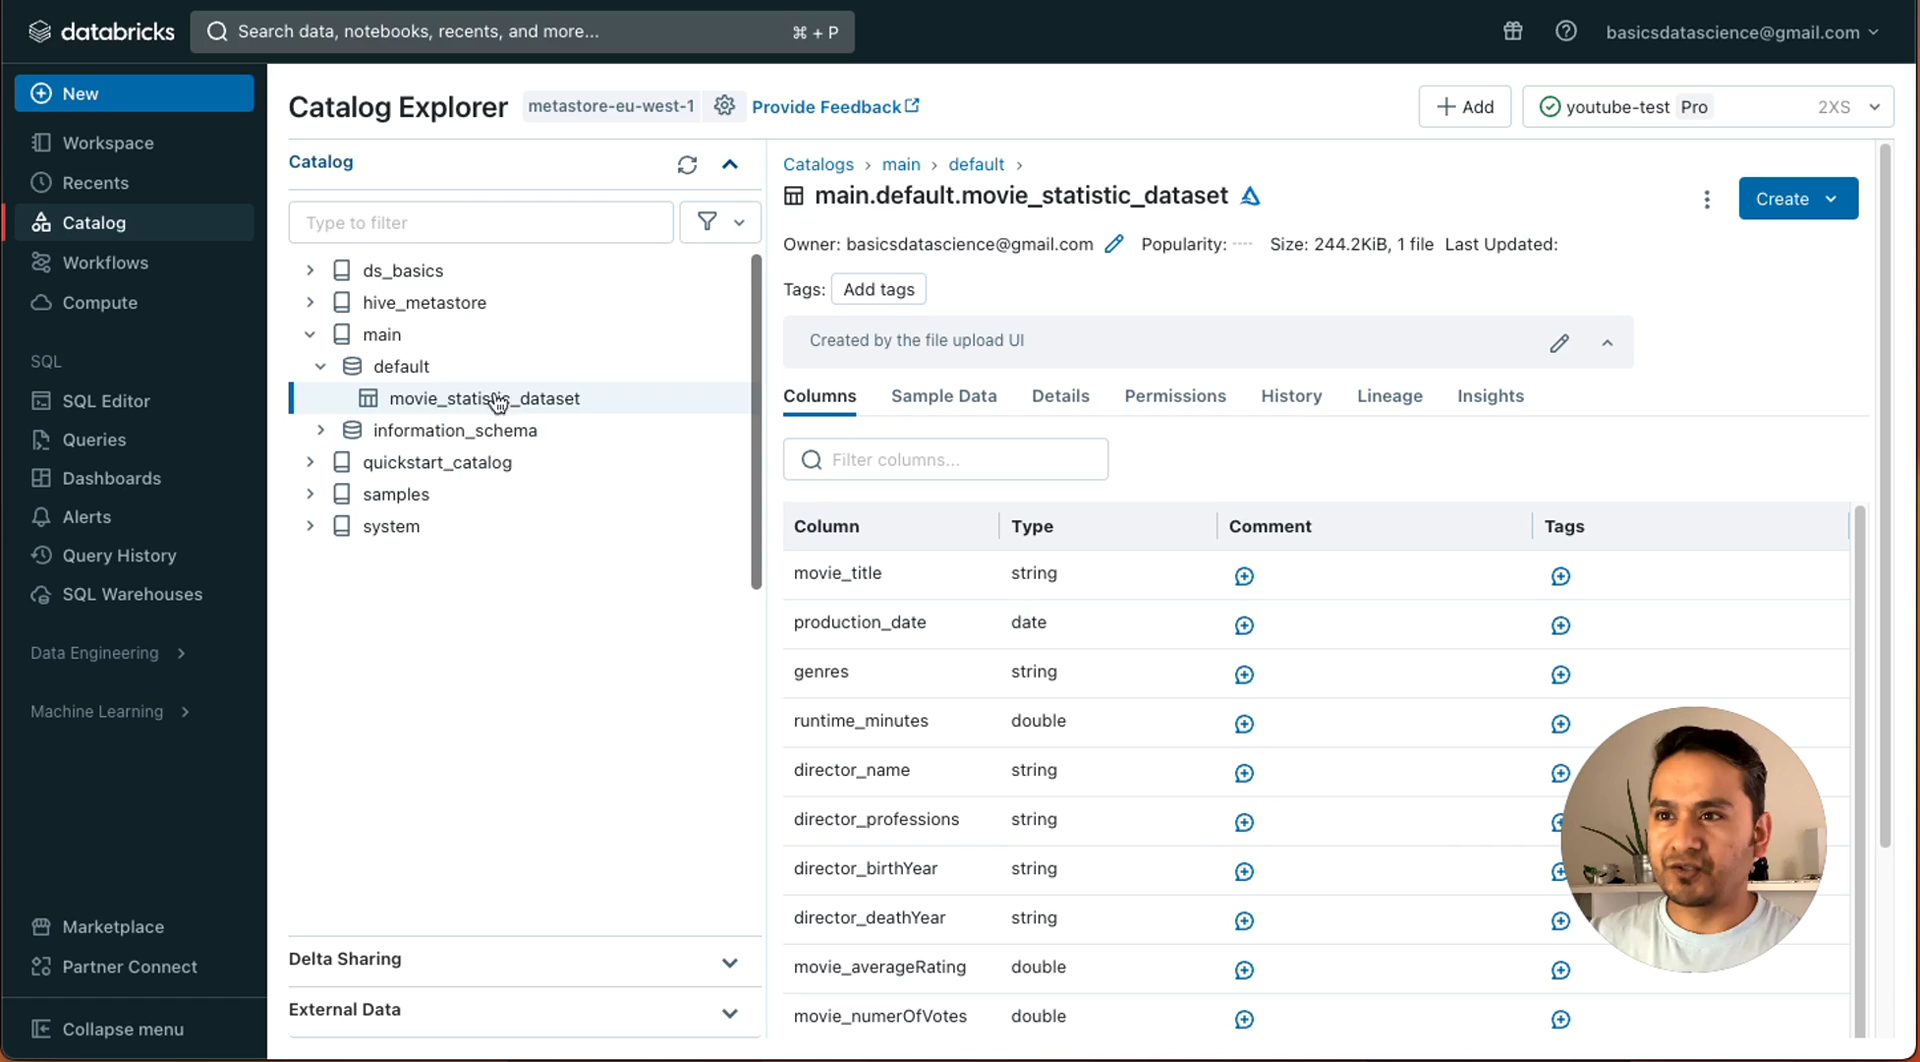 databricks
Search data, notebooks, recents, and more... ⌘ + P
basicsdatascience@gmail.com
New
Workspace
Recents
Catalog
Workflows
Compute
SQL
SQL Editor
Queries
Dashboards
Alerts
Query History
SQL Warehouses
Data Engineering
Machine Learning
Marketplace
Partner Connect
Collapse menu
Catalog Explorer metastore-eu-west-1 Provide Feedback
Add youtube-test Pro 2XS
Catalog
Type to filter
ds_basics
hive_metastore
main
default
movie_statistic_dataset
information_schema
quickstart_catalog
samples
system
Delta Sharing
External Data
Catalogs > main > default >
main.default.movie_statistic_dataset
Create
Owner: basicsdatascience@gmail.com Popularity: Size: 244.2KiB, 1 file Last Updated:
Tags: Add tags
Created by the file upload UI
Columns Sample Data Details Permissions History Lineage Insights
Filter columns...
Column Type Comment Tags
movie_title string
production_date date
genres string
runtime_minutes double
director_name string
director_professions string
director_birthYear string
director_deathYear string
movie_averageRating double
movie_numerOfVotes double